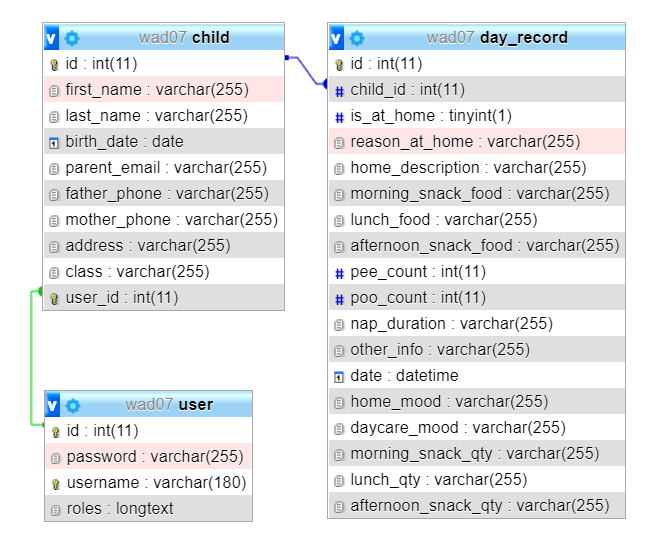 v wad07 child
id : int(11)
first_name : varchar(255)
last_name : varchar(255)
birth_date : date
parent_email : varchar(255)
father_phone : varchar(255)
mother_phone : varchar(255)
address : varchar(255)
class : varchar(255)
user_id : int(11)
v wad07 user
id : int(11)
password : varchar(255)
username : varchar(180)
roles : longtext
v wad07 day_record
id : int(11)
# child_id : int(11)
# is_at_home : tinyint(1)
reason_at_home : varchar(255)
home_description : varchar(255)
morning_snack_food : varchar(255)
lunch_food : varchar(255)
afternoon_snack_food : varchar(255)
# pee_count : int(11)
# poo_count : int(11)
nap_duration : varchar(255)
other_info : varchar(255)
date : datetime
home_mood : varchar(255)
daycare_mood : varchar(255)
morning_snack_qty : varchar(255)
lunch_qty : varchar(255)
afternoon_snack_qty : varchar(255)